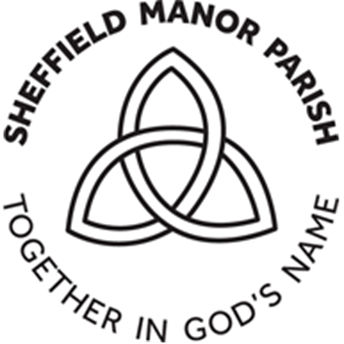 SHEFFIELD MANOR PARISH
TOGETHER IN GOD'S NAME